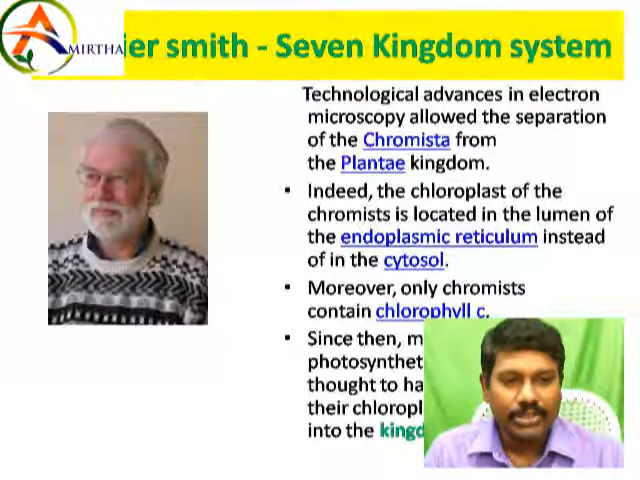 AMIRTHA
ier smith - Seven Kingdom system
Technological advances in electron
microscopy allowed the separation
of the Chromista from
the Plantae kingdom.
• Indeed, the chloroplast of the
chromists is located in the lumen of
the endoplasmic reticulum instead
of in the cytosol.
• Moreover, only chromists
contain chlorophyll c.
• Since then, m
photosynthet
thought to ha
their chloropl
into the kingd